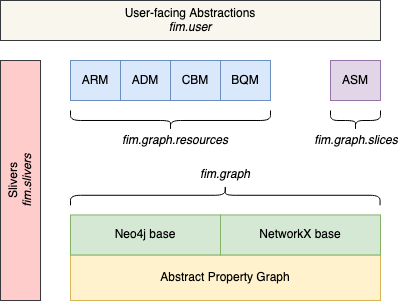 User-facing Abstractions
fim.user
Slivers
fim.slivers
ARM ADM CBM BQM ASM
fim.graph.resources fim.graph.slices
fim.graph
Neo4j base NetworkX base
Abstract Property Graph